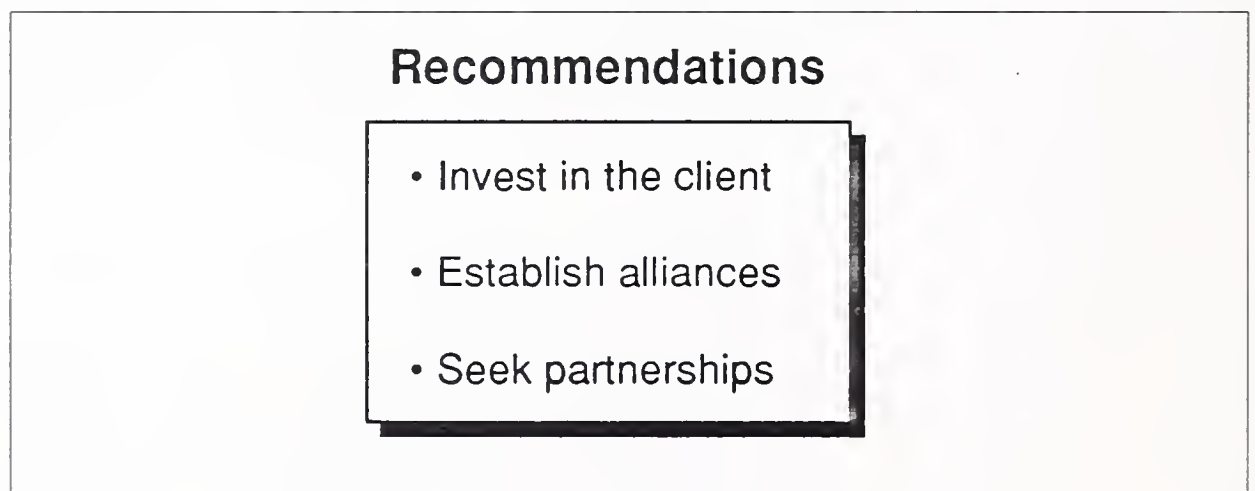 Recommendations
• Invest in the client
• Establish alliances
• Seek partnerships